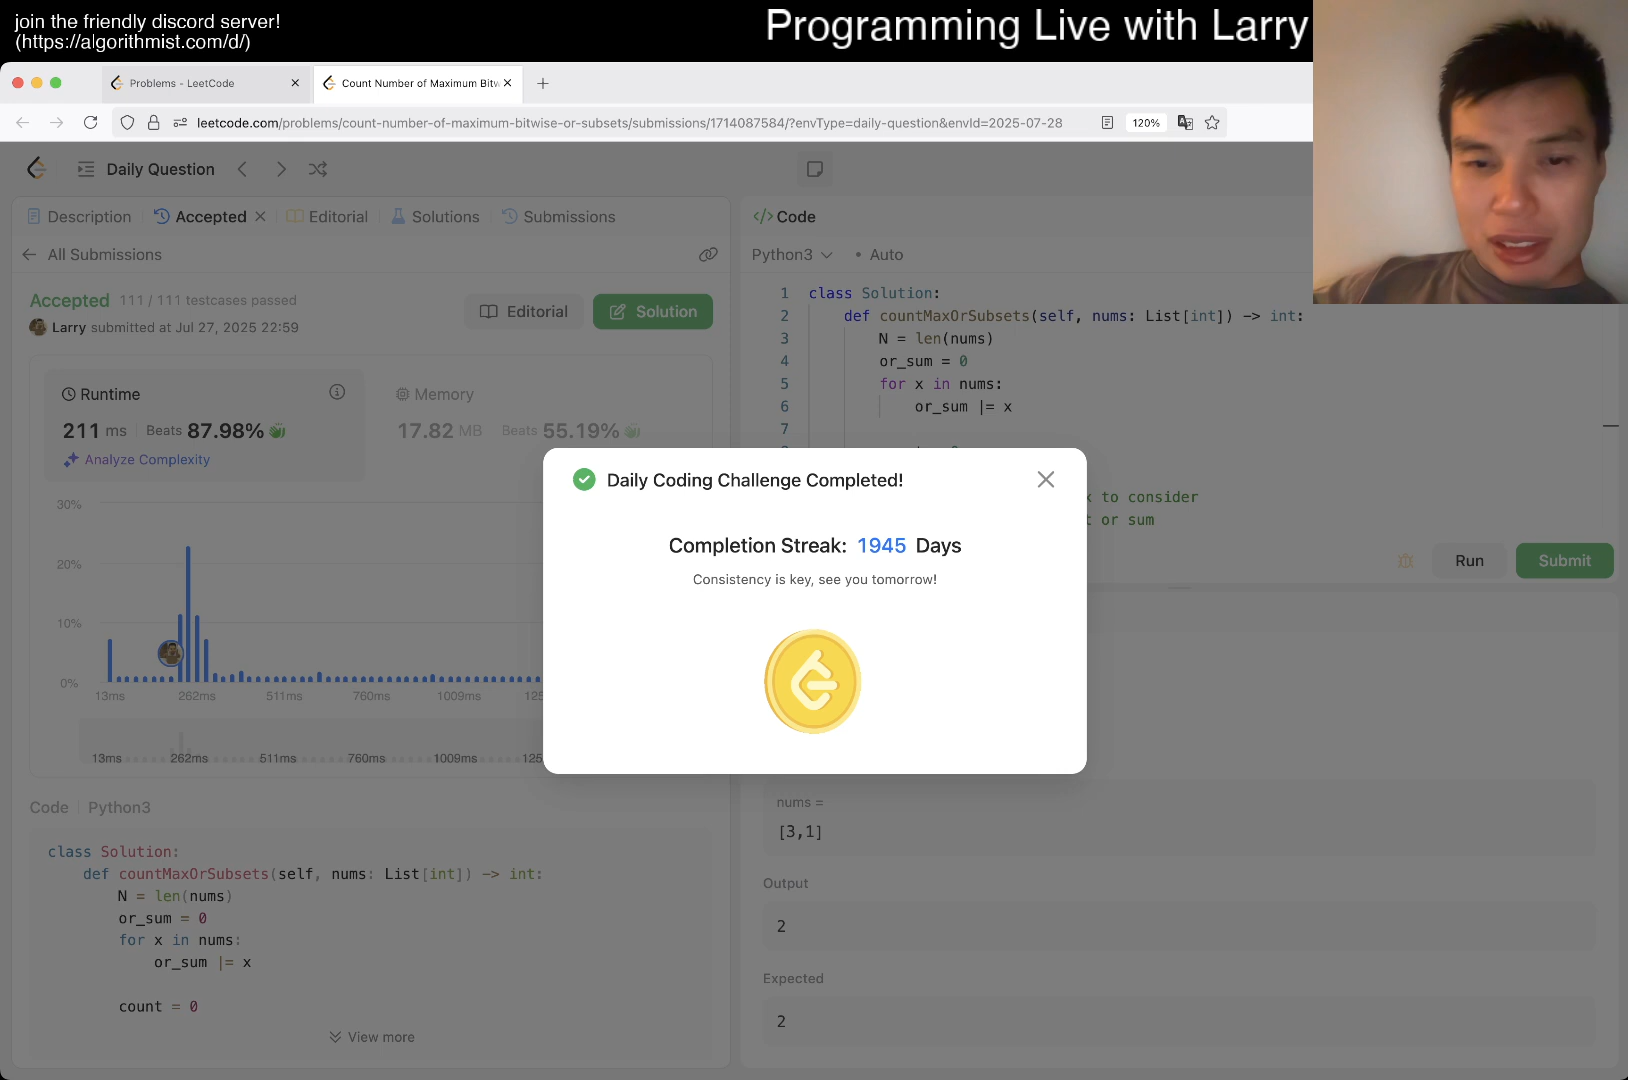 join the friendly discord server!
(https://algorithmist.com/d/)
Programming Live with Larry
Problems - LeetCode
Count Number of Maximum Bitw
leetcode.com/problems/count-number-of-maximum-bitwise-or-subsets/submissions/1714087584/?envType=daily-question&envId=2025-07-28
120%
Daily Question
Description
Accepted
Editorial
Solutions
Submissions
</> Code
All Submissions
Python3
• Auto
Accepted 111 / 111 testcases passed
Larry submitted at Jul 27, 2025 22:59
Editorial
Solution
Runtime
211 ms | Beats 87.98%
Analyze Complexity
Memory
17.82 MB Beats 55.19%
30%
20%
10%
0%
13ms 262ms 511ms 760ms 1009ms 125
13ms 262ms 511ms 760ms 1009ms 125
Code | Python3
class Solution:
def countMaxOrSubsets(self, nums: List[int]) -> int:
N = len(nums)
or_sum = 0
for x in nums:
or_sum |= x
count = 0
View more
1 class Solution:
2 def countMaxOrSubsets(self, nums: List[int]) -> int:
3 N = len(nums)
4 or_sum = 0
5 for x in nums:
6 or_sum |= x
7
x to consider
t or sum
Run
Submit
Daily Coding Challenge Completed!
Completion Streak: 1945 Days
Consistency is key, see you tomorrow!
nums =
[3,1]
Output
2
Expected
2